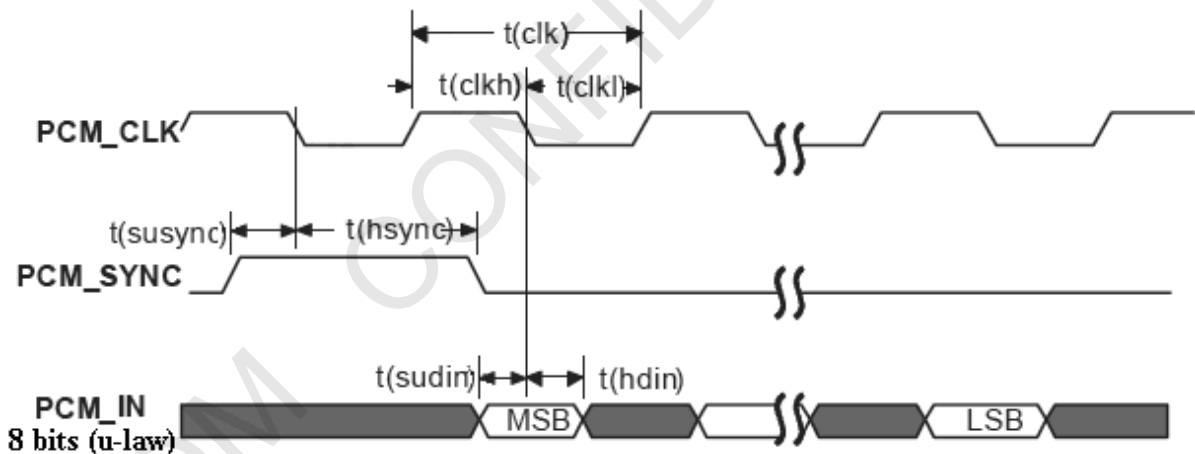 t(clk)
t(clkh) t(clkl)
PCM_CLK
t(susync) t(hsync)
PCM_SYNC
t(sudin) t(hdin)
PCM_IN MSB LSB
8 bits (u-law)